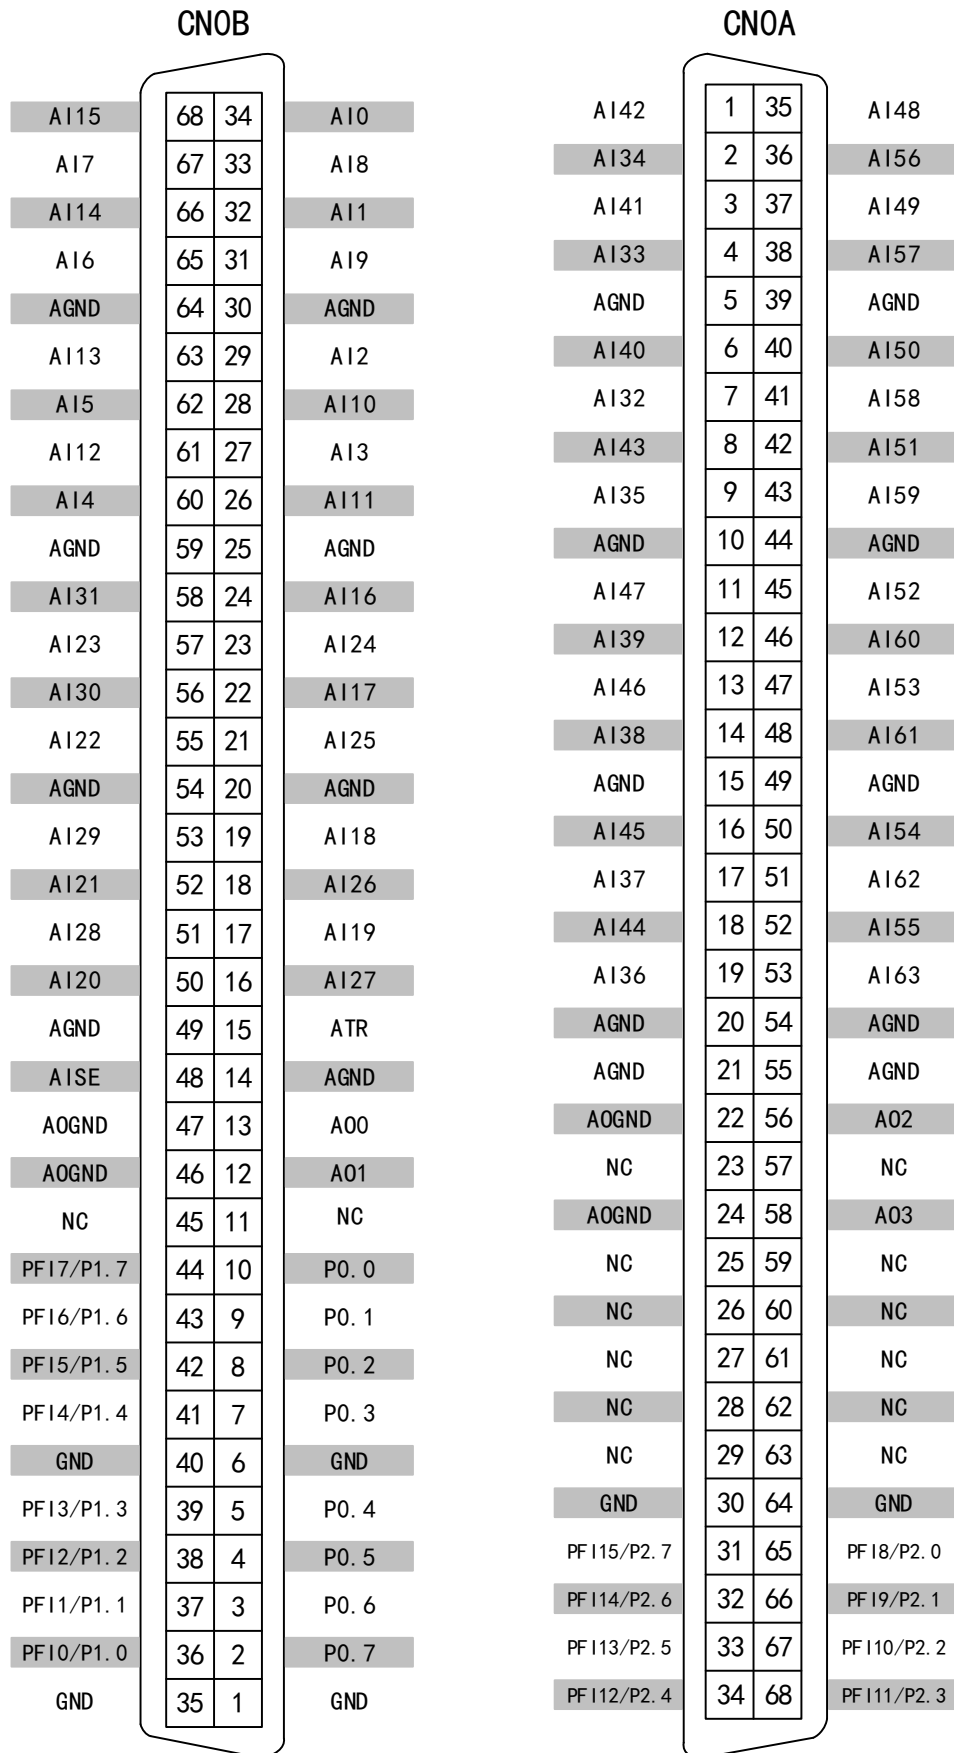 CN0B CN0A
AI15 68 34 AI0 AI42 1 35 AI48
AI7 67 33 AI8 AI34 2 36 AI56
AI14 66 32 AI1 AI41 3 37 AI49
AI6 65 31 AI9 AI33 4 38 AI57
AGND 64 30 AGND AGND 5 39 AGND
AI13 63 29 AI2 AI40 6 40 AI50
AI5 62 28 AI10 AI32 7 41 AI58
AI12 61 27 AI3 AI43 8 42 AI51
AI4 60 26 AI11 AI35 9 43 AI59
AGND 59 25 AGND AGND 10 44 AGND
AI31 58 24 AI16 AI47 11 45 AI52
AI23 57 23 AI24 AI39 12 46 AI60
AI30 56 22 AI17 AI46 13 47 AI53
AI22 55 21 AI25 AI38 14 48 AI61
AGND 54 20 AGND AGND 15 49 AGND
AI29 53 19 AI18 AI45 16 50 AI54
AI21 52 18 AI26 AI37 17 51 AI62
AI28 51 17 AI19 AI44 18 52 AI55
AI20 50 16 AI27 AI36 19 53 AI63
AGND 49 15 ATR AGND 20 54 AGND
AISE 48 14 AGND AGND 21 55 AGND
AOGND 47 13 AO0 AOGND 22 56 AO2
AOGND 46 12 AO1 NC 23 57 NC
NC 45 11 NC AOGND 24 58 AO3
PFI7/P1.7 44 10 P0.0 NC 25 59 NC
PFI6/P1.6 43 9 P0.1 NC 26 60 NC
PFI5/P1.5 42 8 P0.2 NC 27 61 NC
PFI4/P1.4 41 7 P0.3 NC 28 62 NC
GND 40 6 GND NC 29 63 NC
PFI3/P1.3 39 5 P0.4 GND 30 64 GND
PFI2/P1.2 38 4 P0.5 PFI15/P2.7 31 65 PFI8/P2.0
PFI1/P1.1 37 3 P0.6 PFI14/P2.6 32 66 PFI9/P2.1
PFI0/P1.0 36 2 P0.7 PFI13/P2.5 33 67 PFI10/P2.2
GND 35 1 GND PFI12/P2.4 34 68 PFI11/P2.3